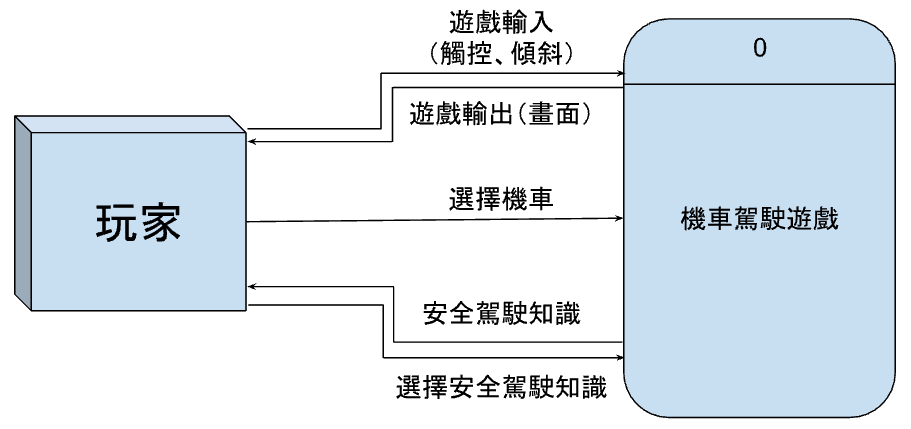 遊戲輸入
（觸控、傾斜）
0
遊戲輸出（畫面）
玩家
選擇機車
機車駕駛遊戲
安全駕駛知識
選擇安全駕駛知識